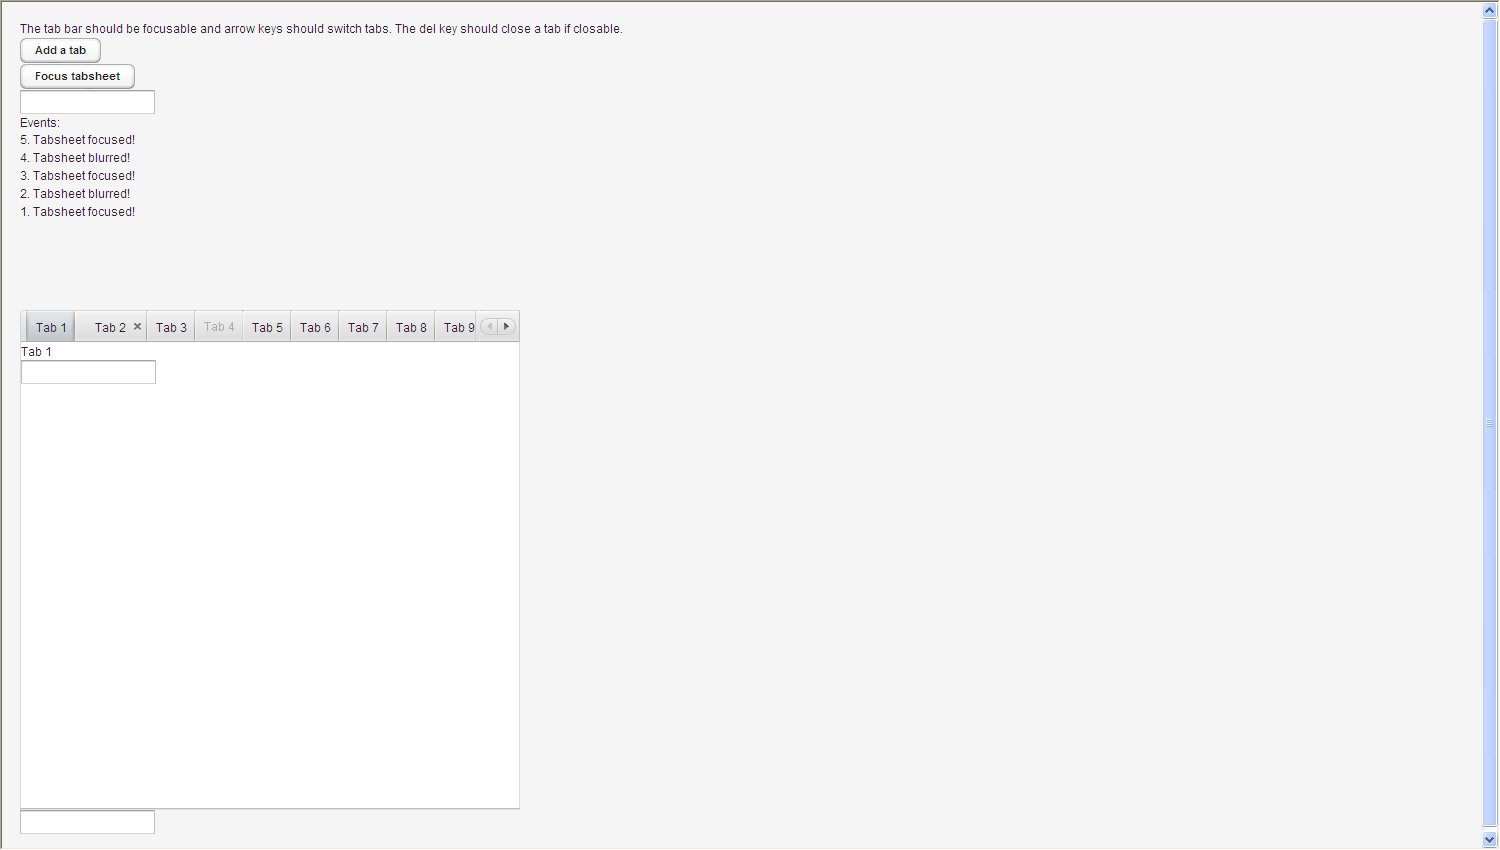 The tab bar should be focusable and arrow keys should switch tabs. The del key should close a tab if closable.
Add a tab
Focus tabsheet
Events:
5. Tabsheet focused!
4. Tabsheet blurred!
3. Tabsheet focused!
2. Tabsheet blurred!
1. Tabsheet focused!
Tab 1 Tab 2 Tab 3 Tab 4 Tab 5 Tab 6 Tab 7 Tab 8 Tab 9
Tab 1